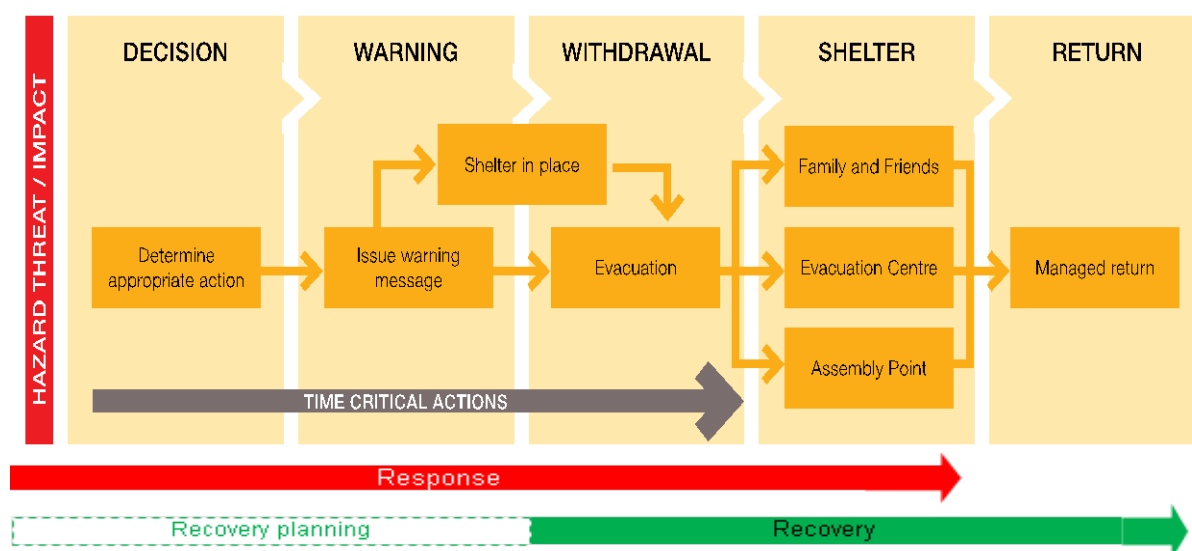 HAZARD THREAT / IMPACT
DECISION
WARNING
WITHDRAWAL
SHELTER
RETURN
Shelter in place
Family and Friends
Determine
appropriate action
Issue warning
message
Evacuation
Evacuation Centre
Managed return
Assembly Point
TIME CRITICAL ACTIONS
Response
Recovery planning
Recovery